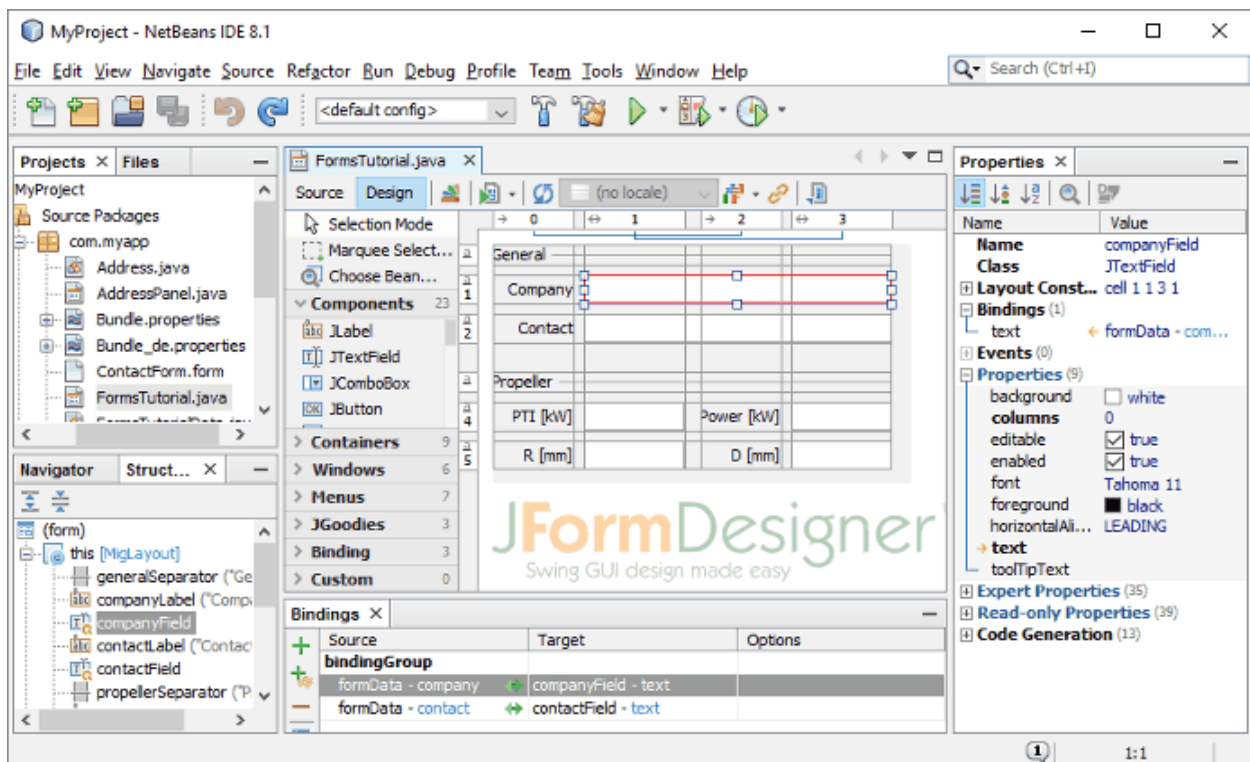 MyProject - NetBeans IDE 8.1
File Edit View Navigate Source Refactor Run Debug Profile Team Tools Window Help
Search (Ctrl+I)
<default config>
Projects
Files
MyProject
Source Packages
com.myapp
Address.java
AddressPanel.java
Bundle.properties
Bundle_de.properties
ContactForm.form
FormsTutorial.java
Navigator
Struct...
(form)
this [MigLayout]
generalSeparator ("Ge
companyLabel ("Comp
companyField
contactLabel ("Contac
contactField
propellerSeparator ("P
FormsTutorial.java
Source Design
(no locale)
Selection Mode
Marquee Select...
Choose Bean...
Components 23
JLabel
JTextField
JComboBox
JButton
Containers 9
Windows 6
Menus 7
JGoodies 3
Binding 3
Custom 0
0 1 2 3
1
2
4
5
General
Company
Contact
Propeller
PTI [kW]
Power [kW]
R [mm]
D [mm]
JFormDesigner
Swing GUI design made easy
Bindings
Source Target Options
bindingGroup
formData - company companyField - text
formData - contact contactField - text
Properties
Name Value
Name companyField
Class JTextField
Layout Const... cell 1 1 3 1
Bindings (1)
text formData - com...
Events (0)
Properties (9)
background white
columns 0
editable true
enabled true
font Tahoma 11
foreground black
horizontalAli... LEADING
text
toolTipText
Expert Properties (35)
Read-only Properties (39)
Code Generation (13)
1
1:1